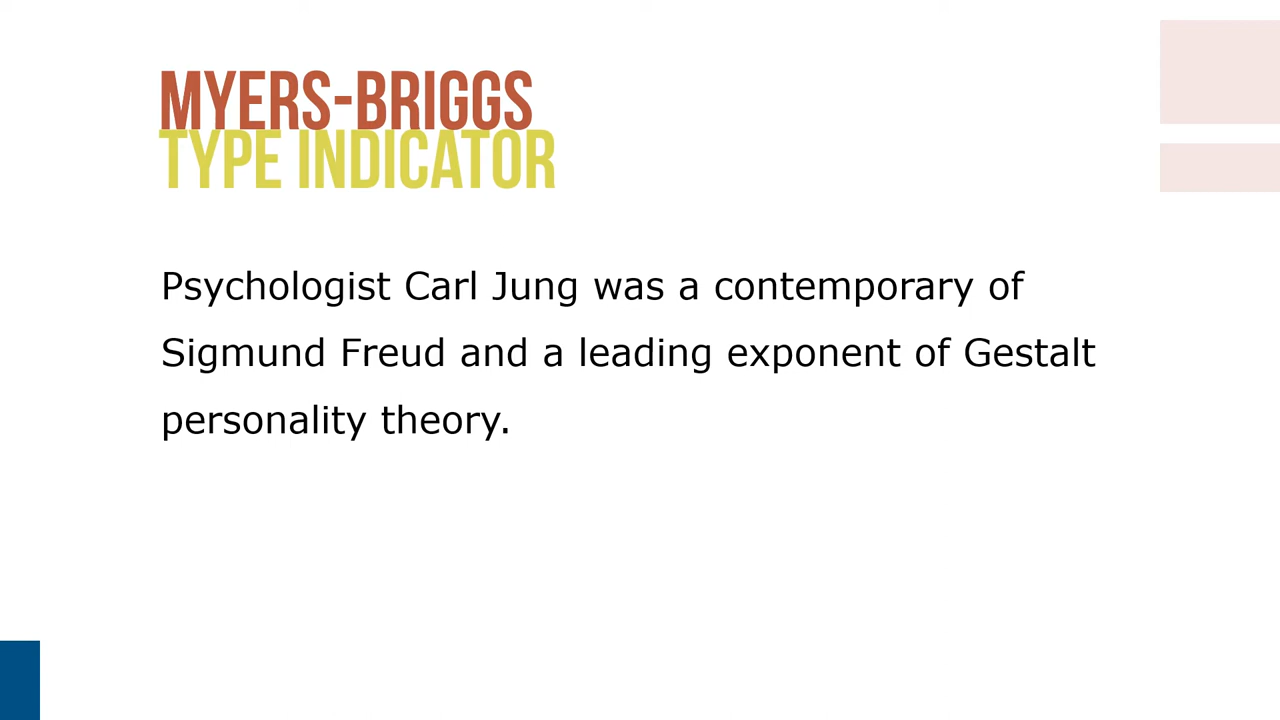 MYERS-BRIGGS
TYPE INDICATOR
Psychologist Carl Jung was a contemporary of
Sigmund Freud and a leading exponent of Gestalt
personality theory.